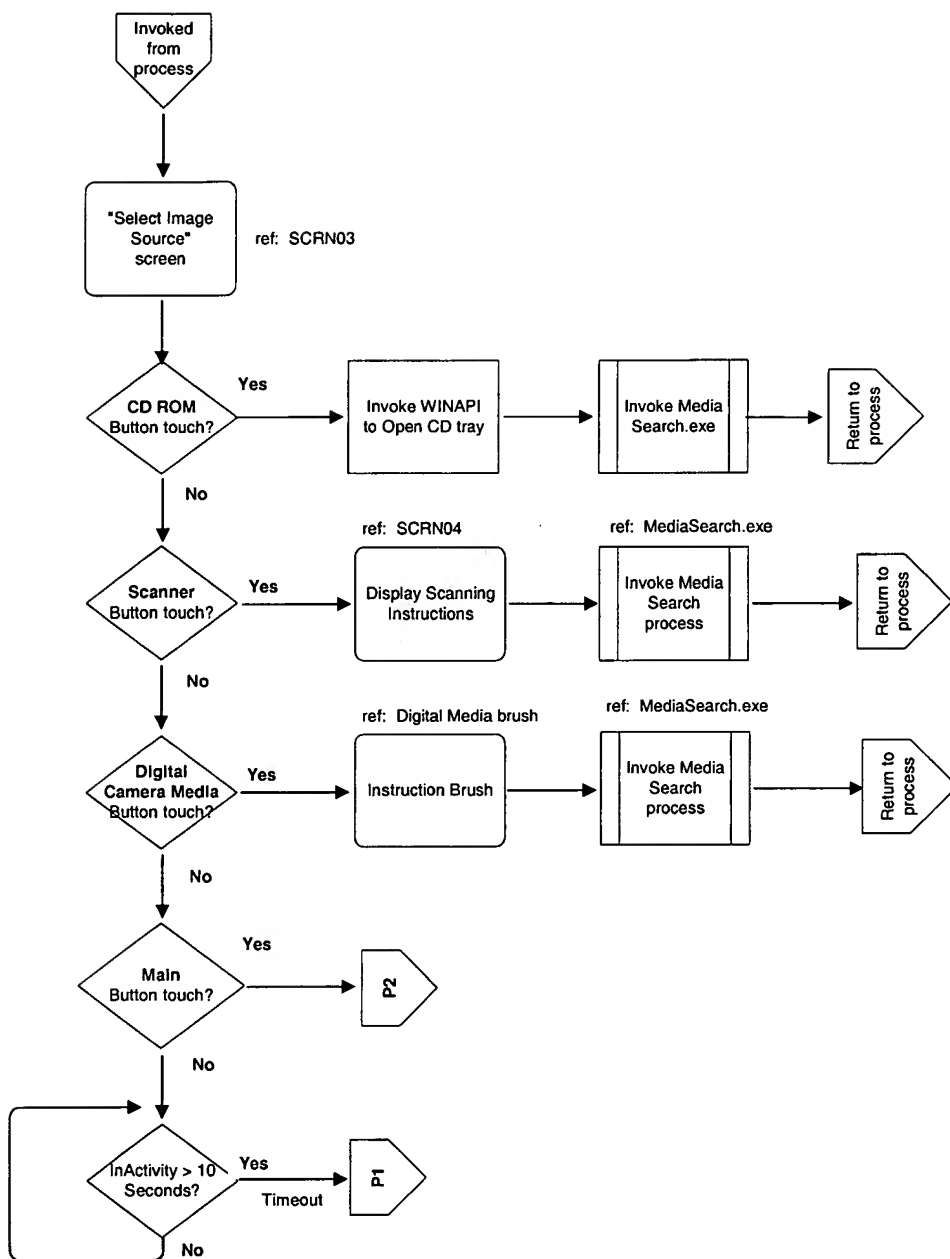 Invoked
from
process
"Select Image
Source"
screen
ref: SCRN03
CD ROM
Button touch?
Yes
Invoke WINAPI
to Open CD tray
Invoke Media
Search.exe
Return to
process
No
Scanner
Button touch?
Yes
ref: SCRN04
Display Scanning
Instructions
ref: MediaSearch.exe
Invoke Media
Search
process
Return to
process
No
Digital
Camera Media
Button touch?
Yes
ref: Digital Media brush
Instruction Brush
ref: MediaSearch.exe
Invoke Media
Search
process
Return to
process
No
Main
Button touch?
Yes
P2
No
InActivity > 10
Seconds?
Yes
Timeout
P1
No